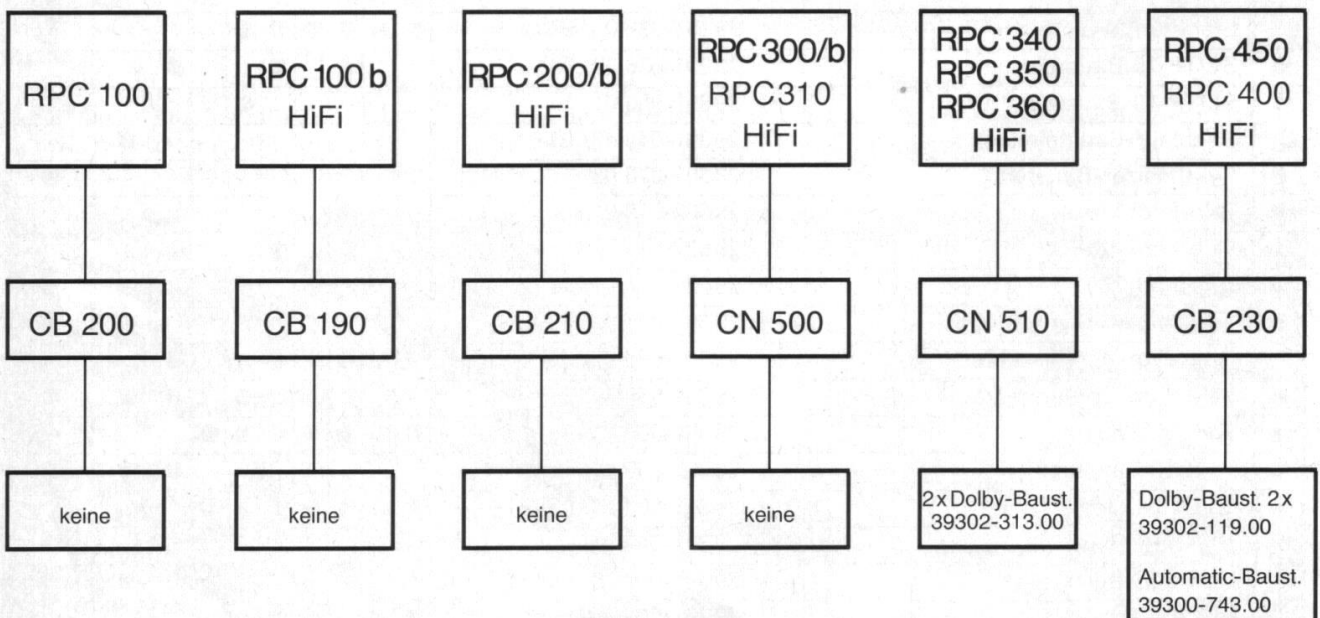 RPC 100
RPC 100 b
HiFi
RPC 200/b
HiFi
RPC 300/b
RPC 310
HiFi
RPC 340
RPC 350
RPC 360
HiFi
RPC 450
RPC 400
HiFi
CB 200
CB 190
CB 210
CN 500
CN 510
CB 230
keine
keine
keine
keine
2x Dolby-Baust.
39302-313.00
Dolby-Baust. 2x
39302-119.00
Automatic-Baust.
39300-743.00